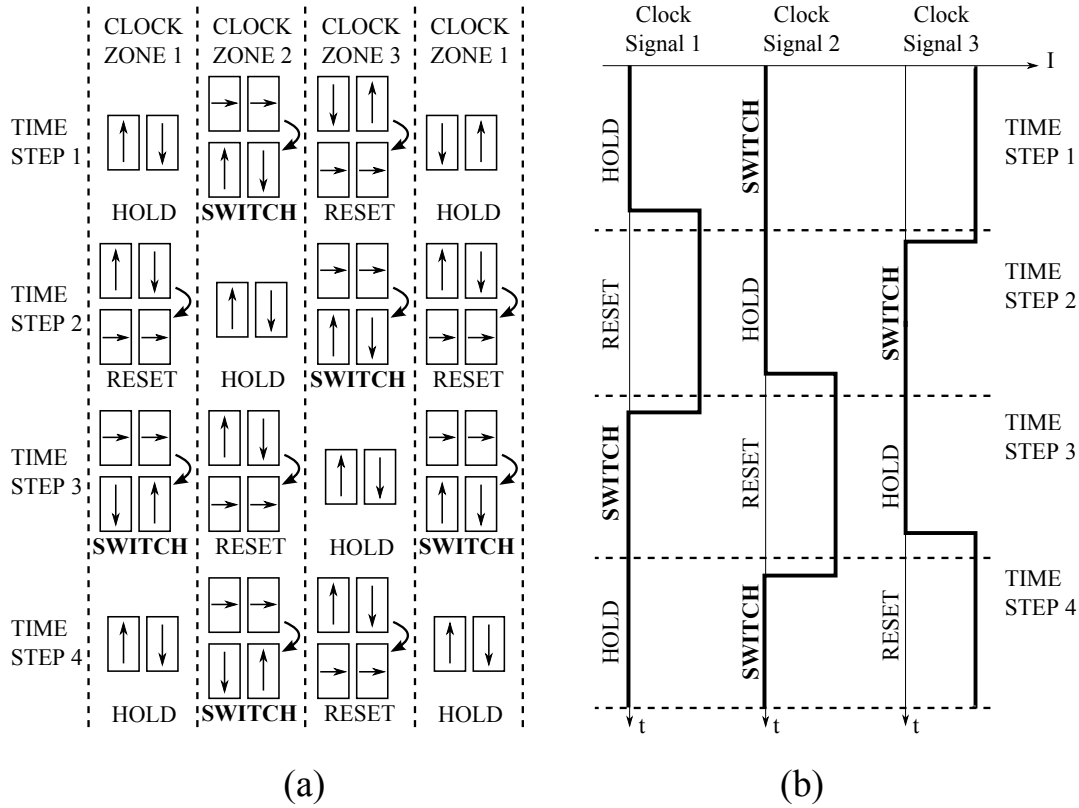 CLOCK
ZONE 1
CLOCK
ZONE 2
CLOCK
ZONE 3
CLOCK
ZONE 1
TIME
STEP 1
HOLD
SWITCH
RESET
HOLD
TIME
STEP 2
RESET
HOLD
SWITCH
RESET
TIME
STEP 3
SWITCH
RESET
HOLD
SWITCH
TIME
STEP 4
HOLD
SWITCH
RESET
HOLD
(a)
Clock
Signal 1
Clock
Signal 2
Clock
Signal 3
I
HOLD
SWITCH
TIME
STEP 1
RESET
HOLD
SWITCH
TIME
STEP 2
SWITCH
RESET
HOLD
TIME
STEP 3
HOLD
SWITCH
RESET
TIME
STEP 4
t
t
t
(b)